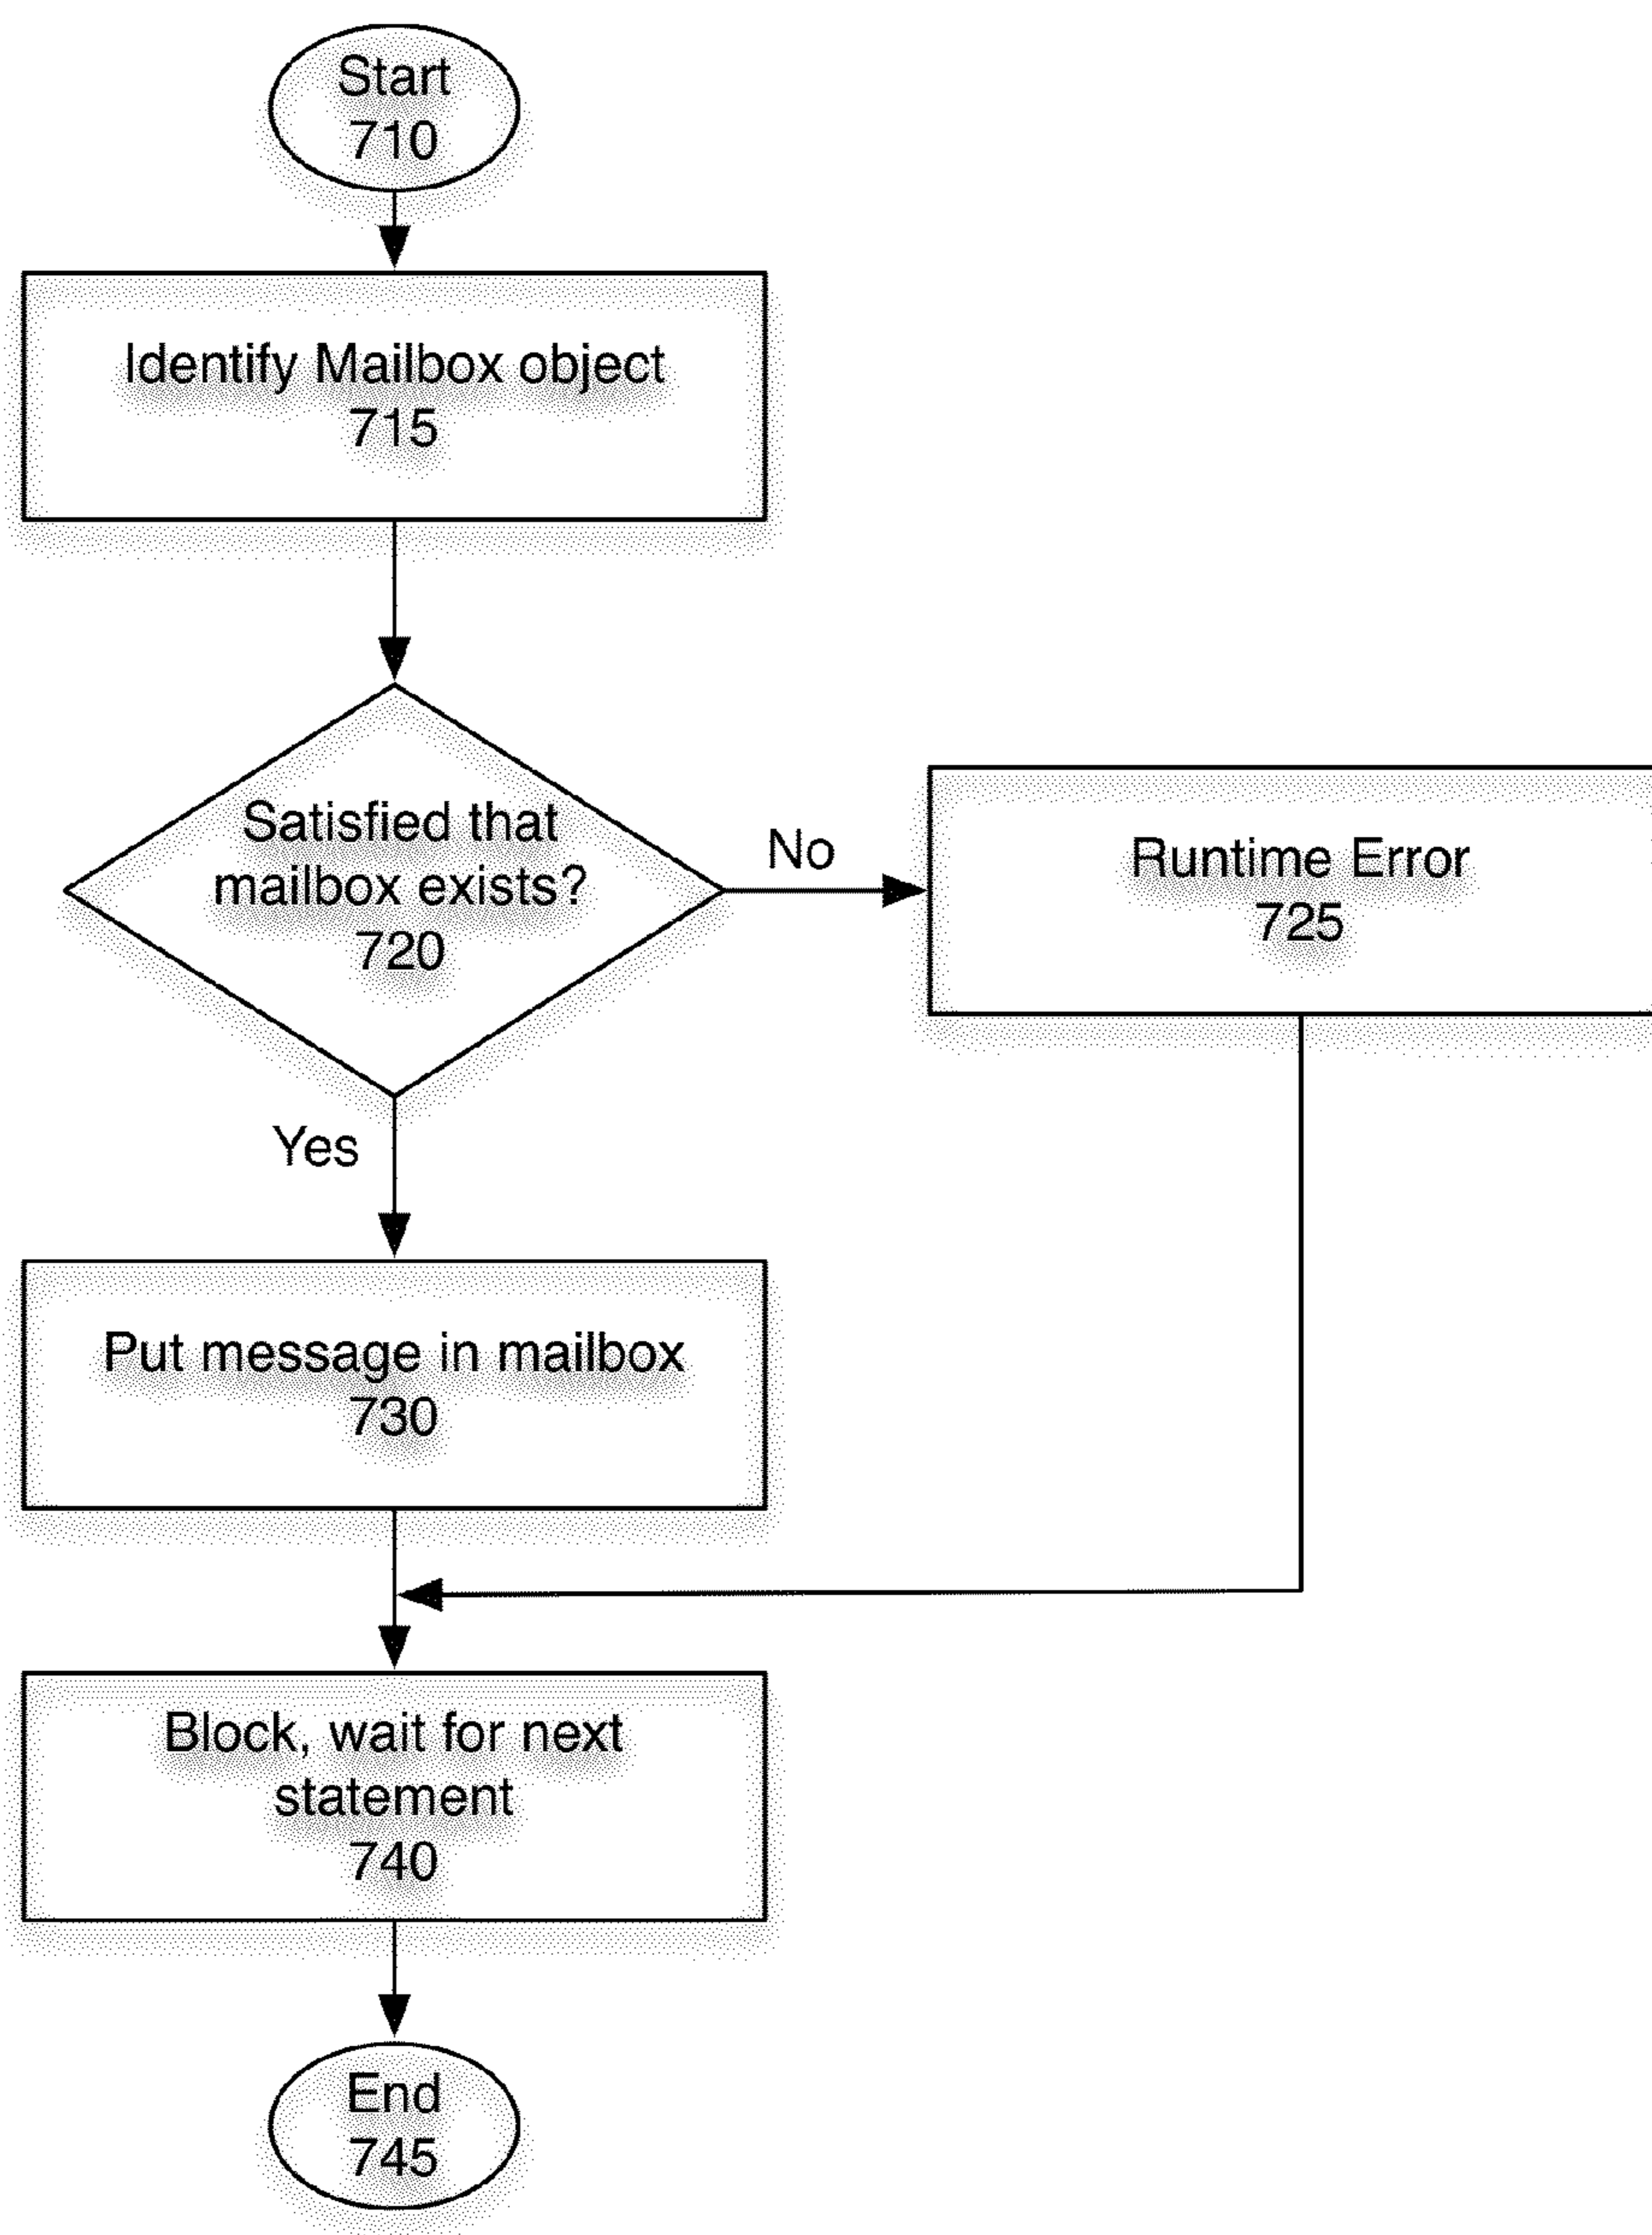 Start
710
Identify Mailbox object
715
Satisfied that
mailbox exists?
720
No
Runtime Error
725
Yes
Put message in mailbox
730
Block, wait for next
statement
740
End
745